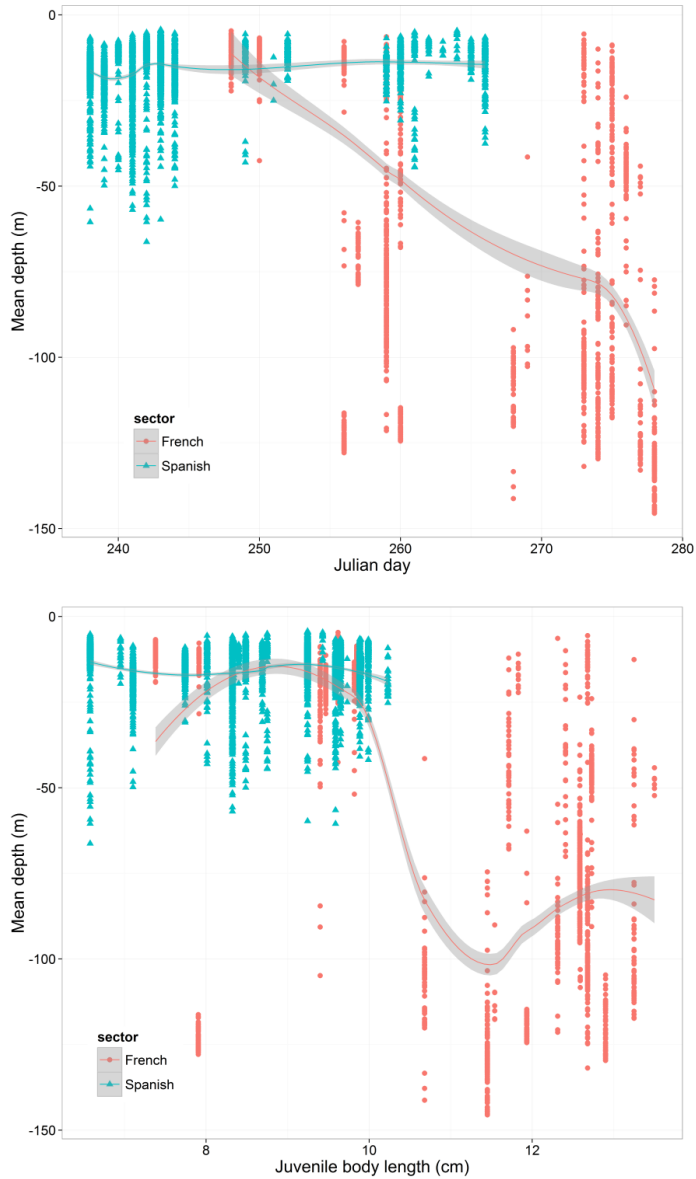 0
-50
-100
-150
Mean depth (m)
sector
French
Spanish
240
250
260
270
280
Julian day
0
-50
-100
-150
Mean depth (m)
sector
French
Spanish
8
10
12
Juvenile body length (cm)